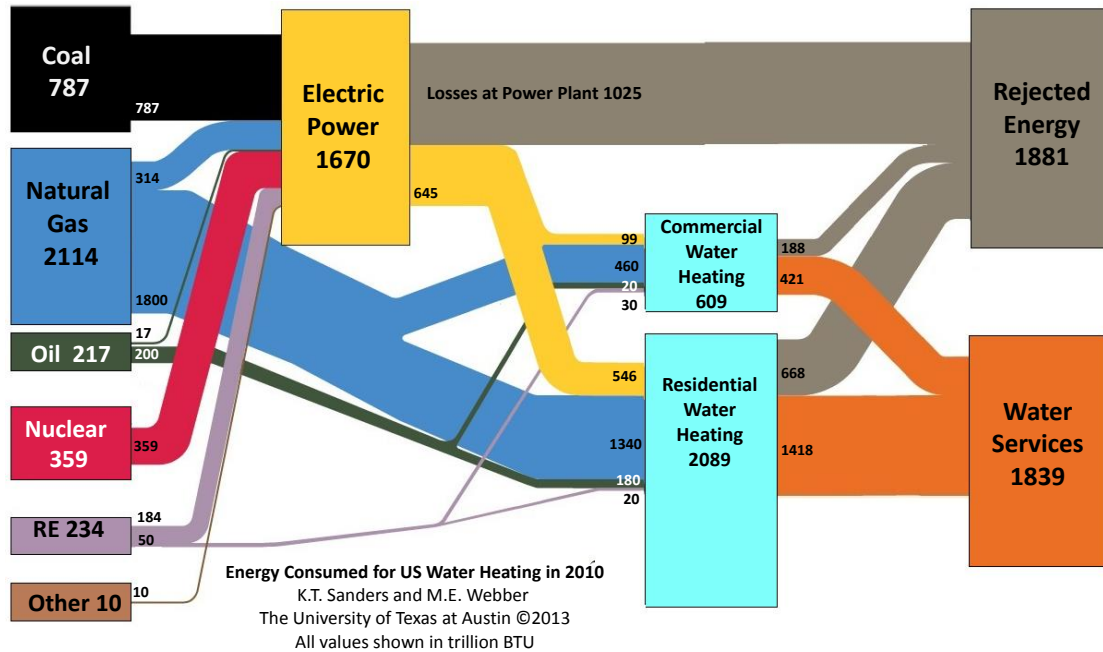 Coal
787
787
Natural
Gas
2114
314
1800
Oil 217
17
200
Nuclear
359
359
RE 234
184
50
Other 10
10
Electric
Power
1670
645
Losses at Power Plant 1025
Rejected
Energy
1881
99
460
20
30
Commercial
Water
Heating
609
188
421
546
1340
180
20
Residential
Water
Heating
2089
668
1418
Water
Services
1839
Energy Consumed for US Water Heating in 2010
K.T. Sanders and M.E. Webber
The University of Texas at Austin ©2013
All values shown in trillion BTU